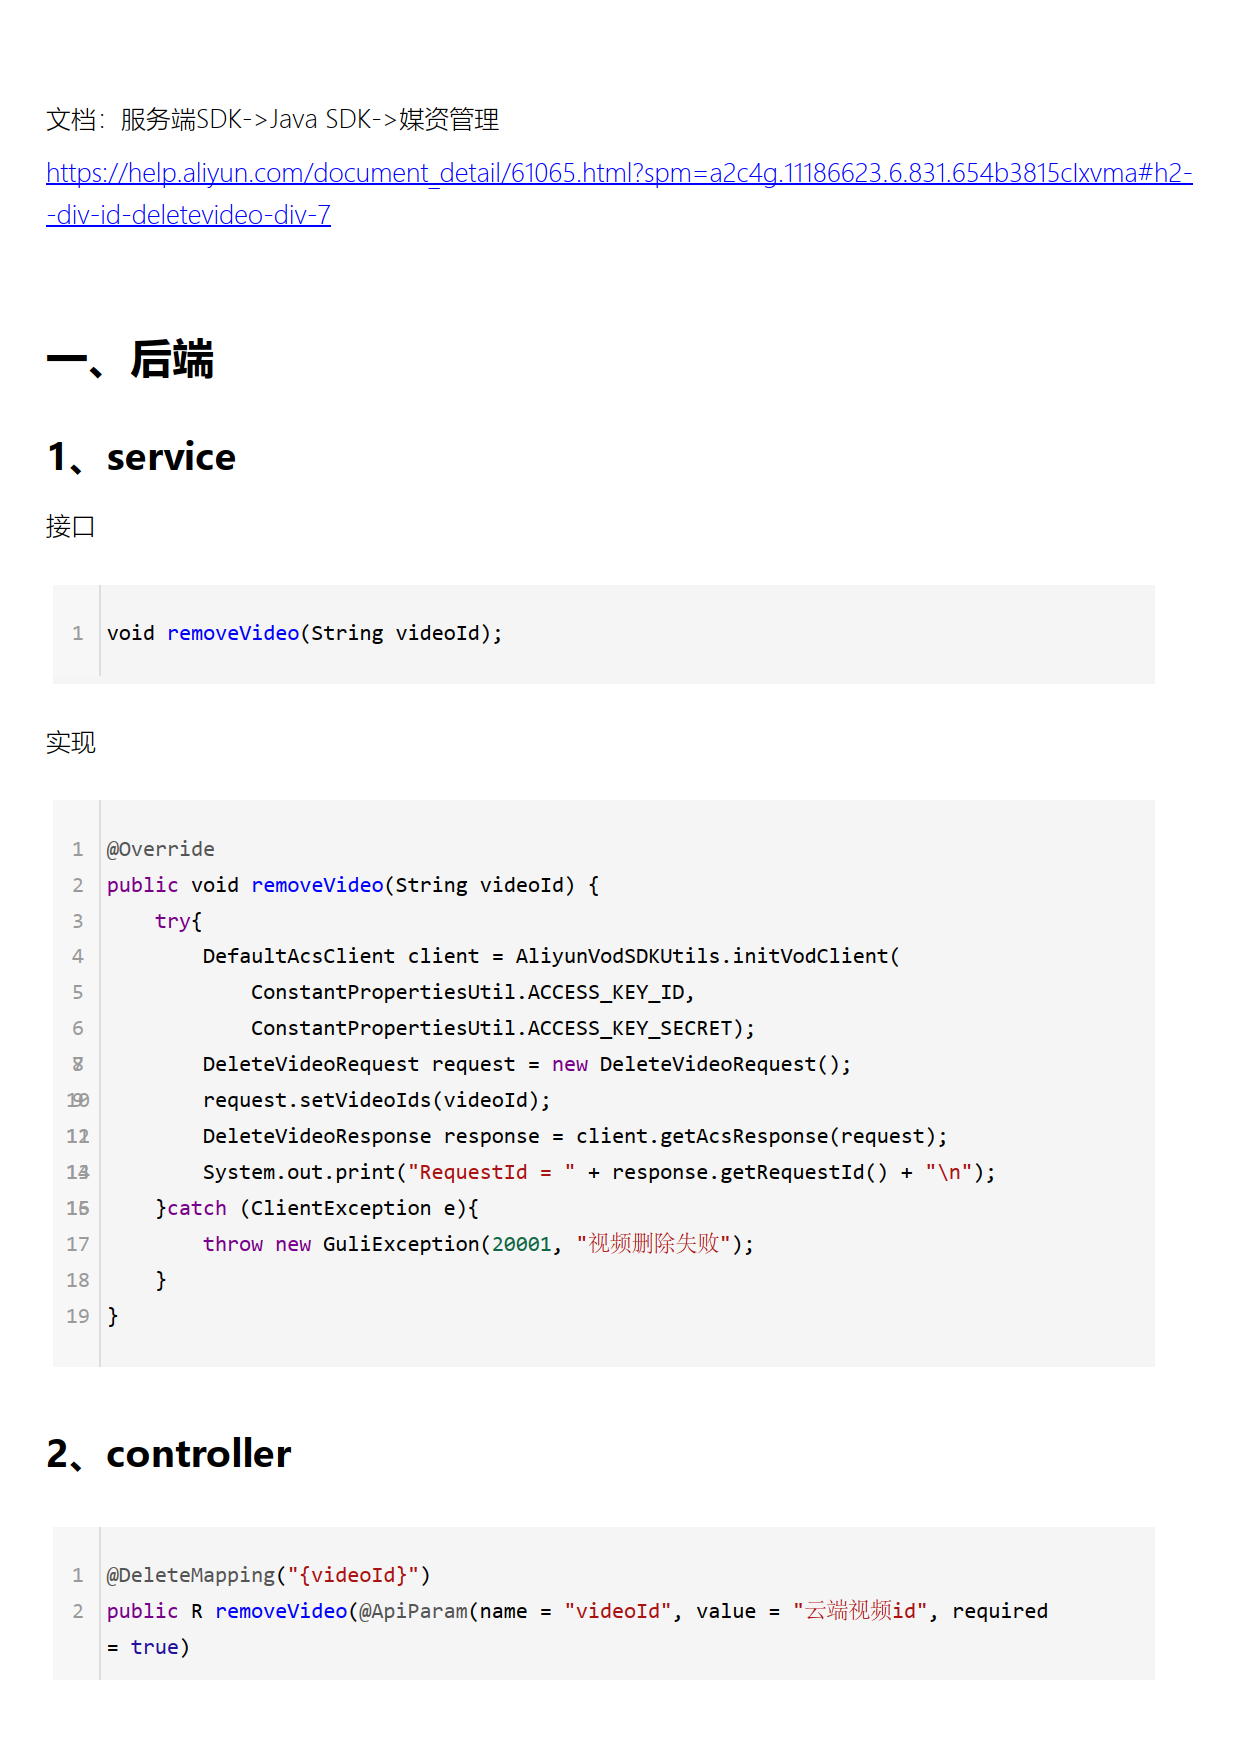 文档：服务端SDK->Java SDK->媒资管理
https://help.aliyun.com/document_detail/61065.html?spm=a2c4g.11186623.6.831.654b3815cIxvma#h2-
-div-id-deletevideo-div-7
一、后端
1、service
接口
1 void removeVideo(String videoId);
实现
1 @Override
2 public void removeVideo(String videoId) {
3 try{
4 DefaultAcsClient client = AliyunVodSDKUtils.initVodClient(
5 ConstantPropertiesUtil.ACCESS_KEY_ID,
6 ConstantPropertiesUtil.ACCESS_KEY_SECRET);
DeleteVideoRequest request = new DeleteVideoRequest();
request.setVideoIds(videoId);
DeleteVideoResponse response = client.getAcsResponse(request);
System.out.print("RequestId = " + response.getRequestId() + "\n");
}catch (ClientException e){
17 throw new GuliException(20001, "视频删除失败");
18 }
19 }
2、controller
1 @DeleteMapping("{videoId}")
2 public R removeVideo(@ApiParam(name = "videoId", value = "云端视频id", required
= true)